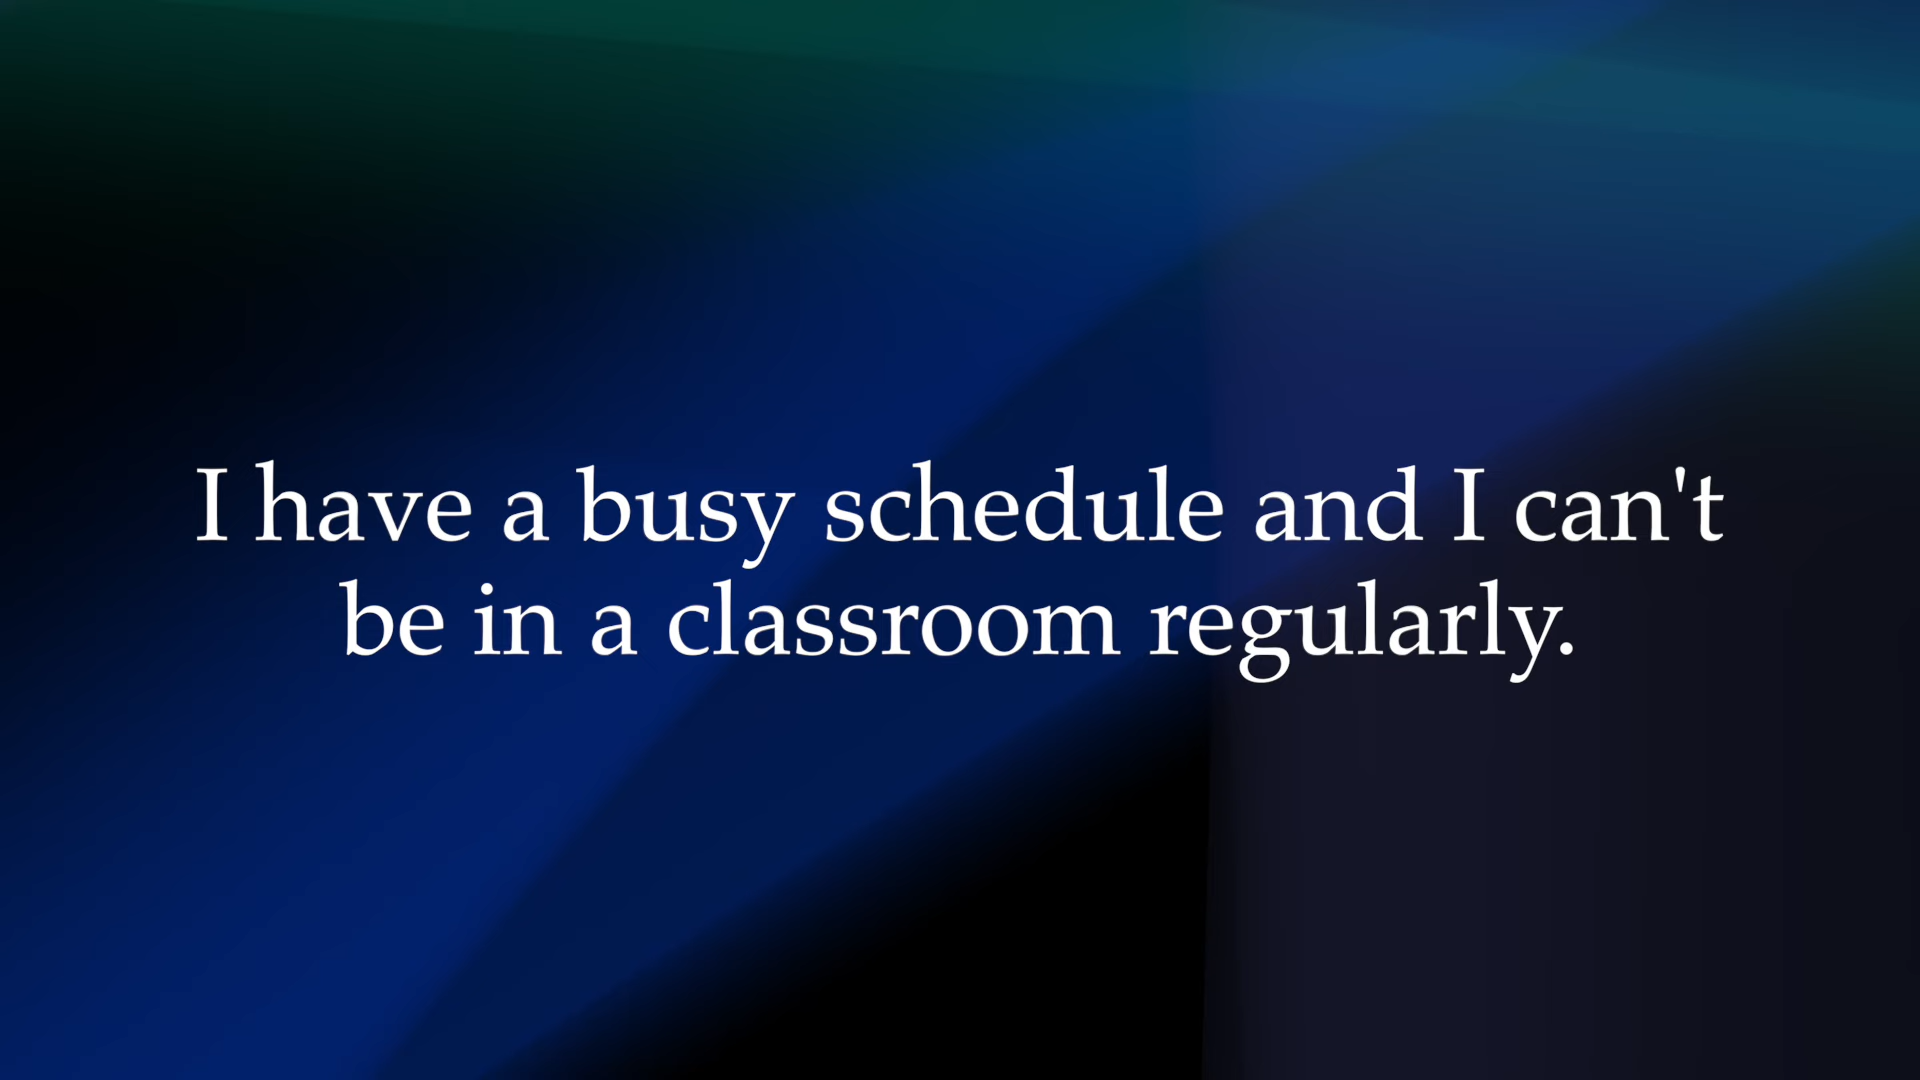 I have a busy schedule and I can't
be in a classroom regularly.